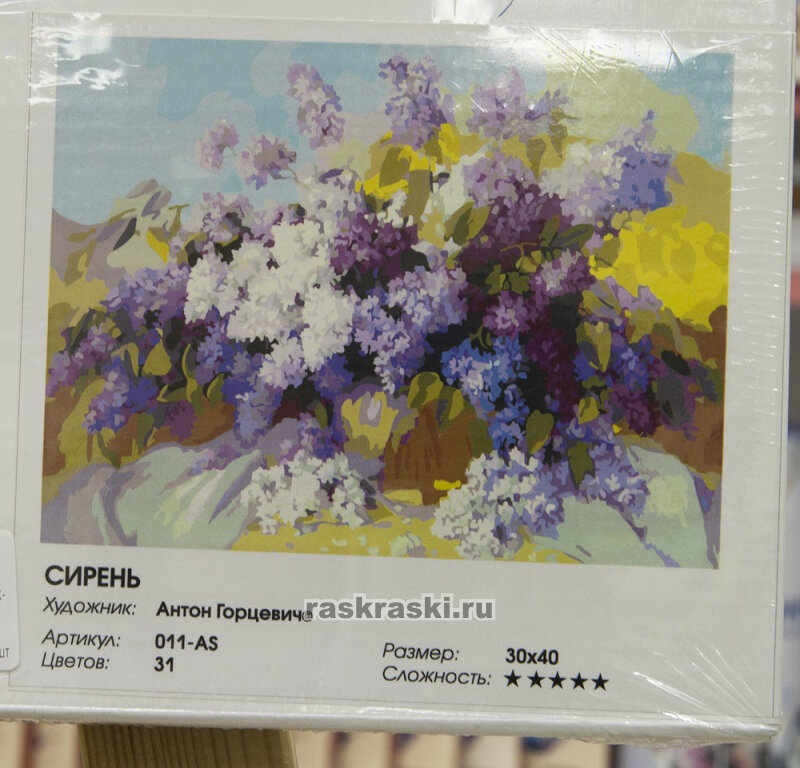 СИРЕНЬ
Художник: Антон Горцевич©
raskraski.ru
Артикул: 011-AS
Цветов: 31
Размер: 30x40
Сложность: ★★★★★